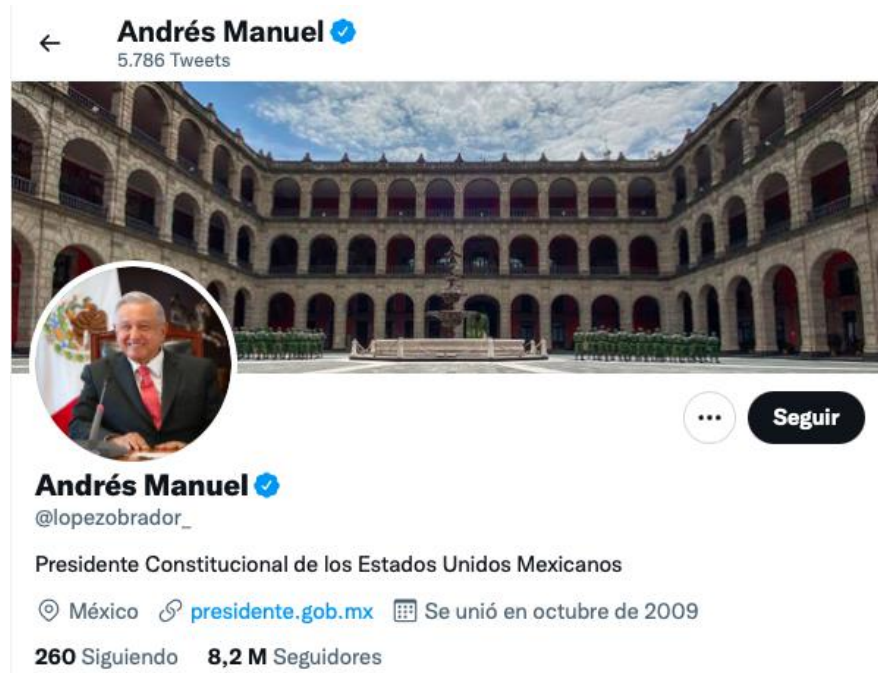 Andrés Manuel
5.786 Tweets
Seguir
Andrés Manuel
@lopezobrador_
Presidente Constitucional de los Estados Unidos Mexicanos
México presidente.gob.mx Se unió en octubre de 2009
260 Siguiendo 8,2 M Seguidores